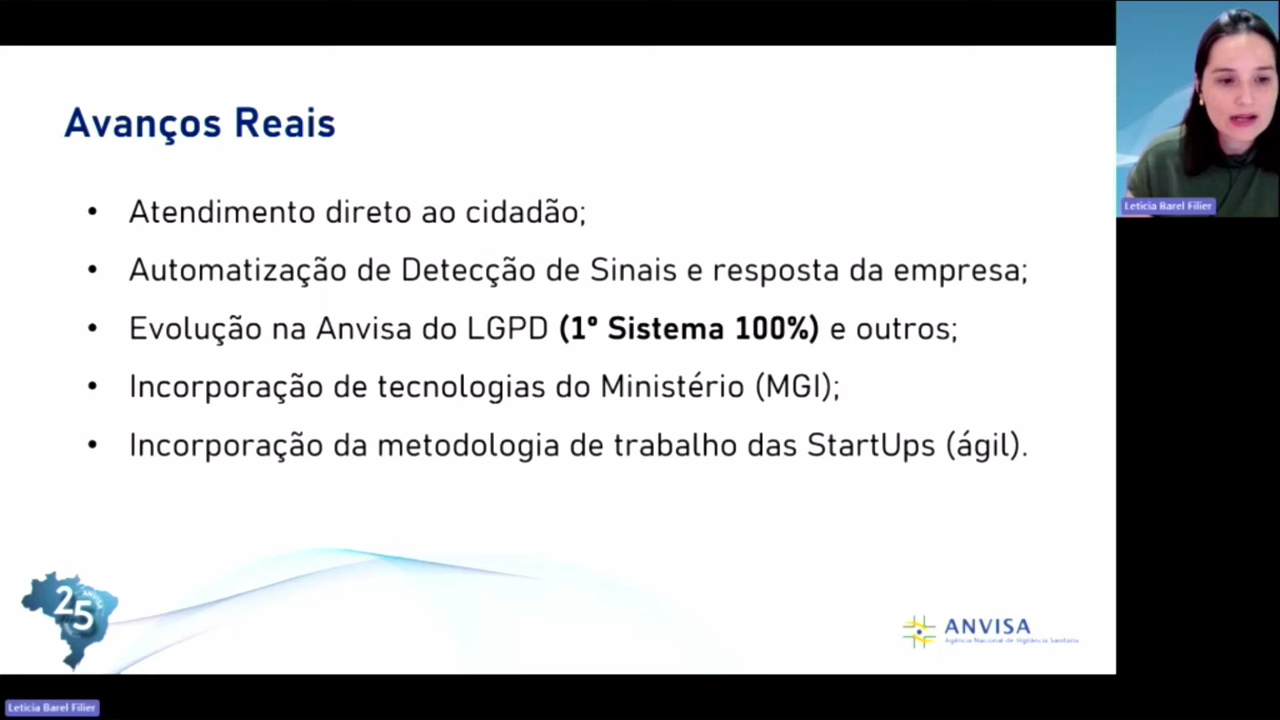 Avanços Reais
• Atendimento direto ao cidadão;
• Automatização de Detecção de Sinais e resposta da empresa;
• Evolução na Anvisa do LGPD (1º Sistema 100%) e outros;
• Incorporação de tecnologias do Ministério (MGI);
• Incorporação da metodologia de trabalho das StartUps (ágil).
25
ANVISA
ANVISA
Agência Nacional de Vigilância Sanitária
Leticia Barel Filier
Leticia Barel Filier